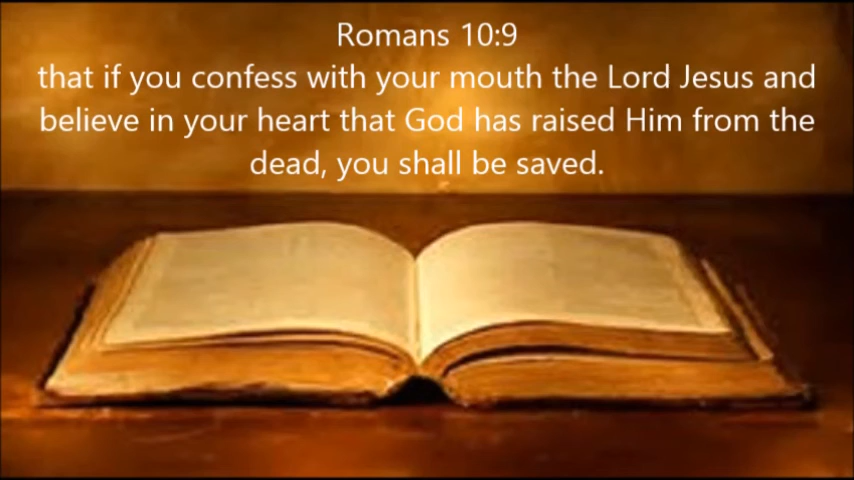 Romans 10:9
that if you confess with your mouth the Lord Jesus and
believe in your heart that God has raised Him from the
dead, you shall be saved.